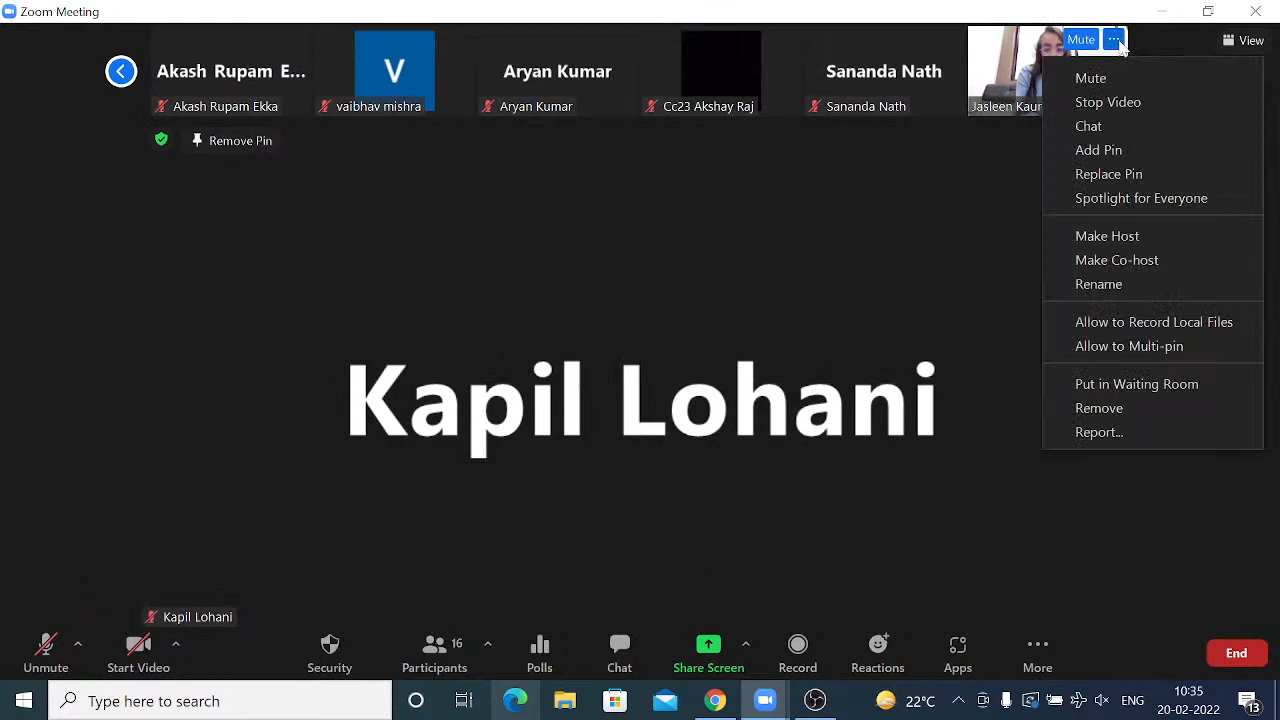 Zoom Meeting
Akash Rupam E...
V
Aryan Kumar
Sananda Nath
Mute
...
View
Akash Rupam Ekka
vaibhav mishra
Aryan Kumar
Cc23 Akshay Raj
Sananda Nath
Jasleen Kaur
Remove Pin
Mute
Stop Video
Chat
Add Pin
Replace Pin
Spotlight for Everyone
Make Host
Make Co-host
Rename
Allow to Record Local Files
Allow to Multi-pin
Put in Waiting Room
Remove
Report...
Kapil Lohani
Kapil Lohani
Unmute
Start Video
Security
16
Participants
Polls
Chat
Share Screen
Record
Reactions
Apps
More
End
Type here to search
22°C
ENG
10:35
20-02-2022
13